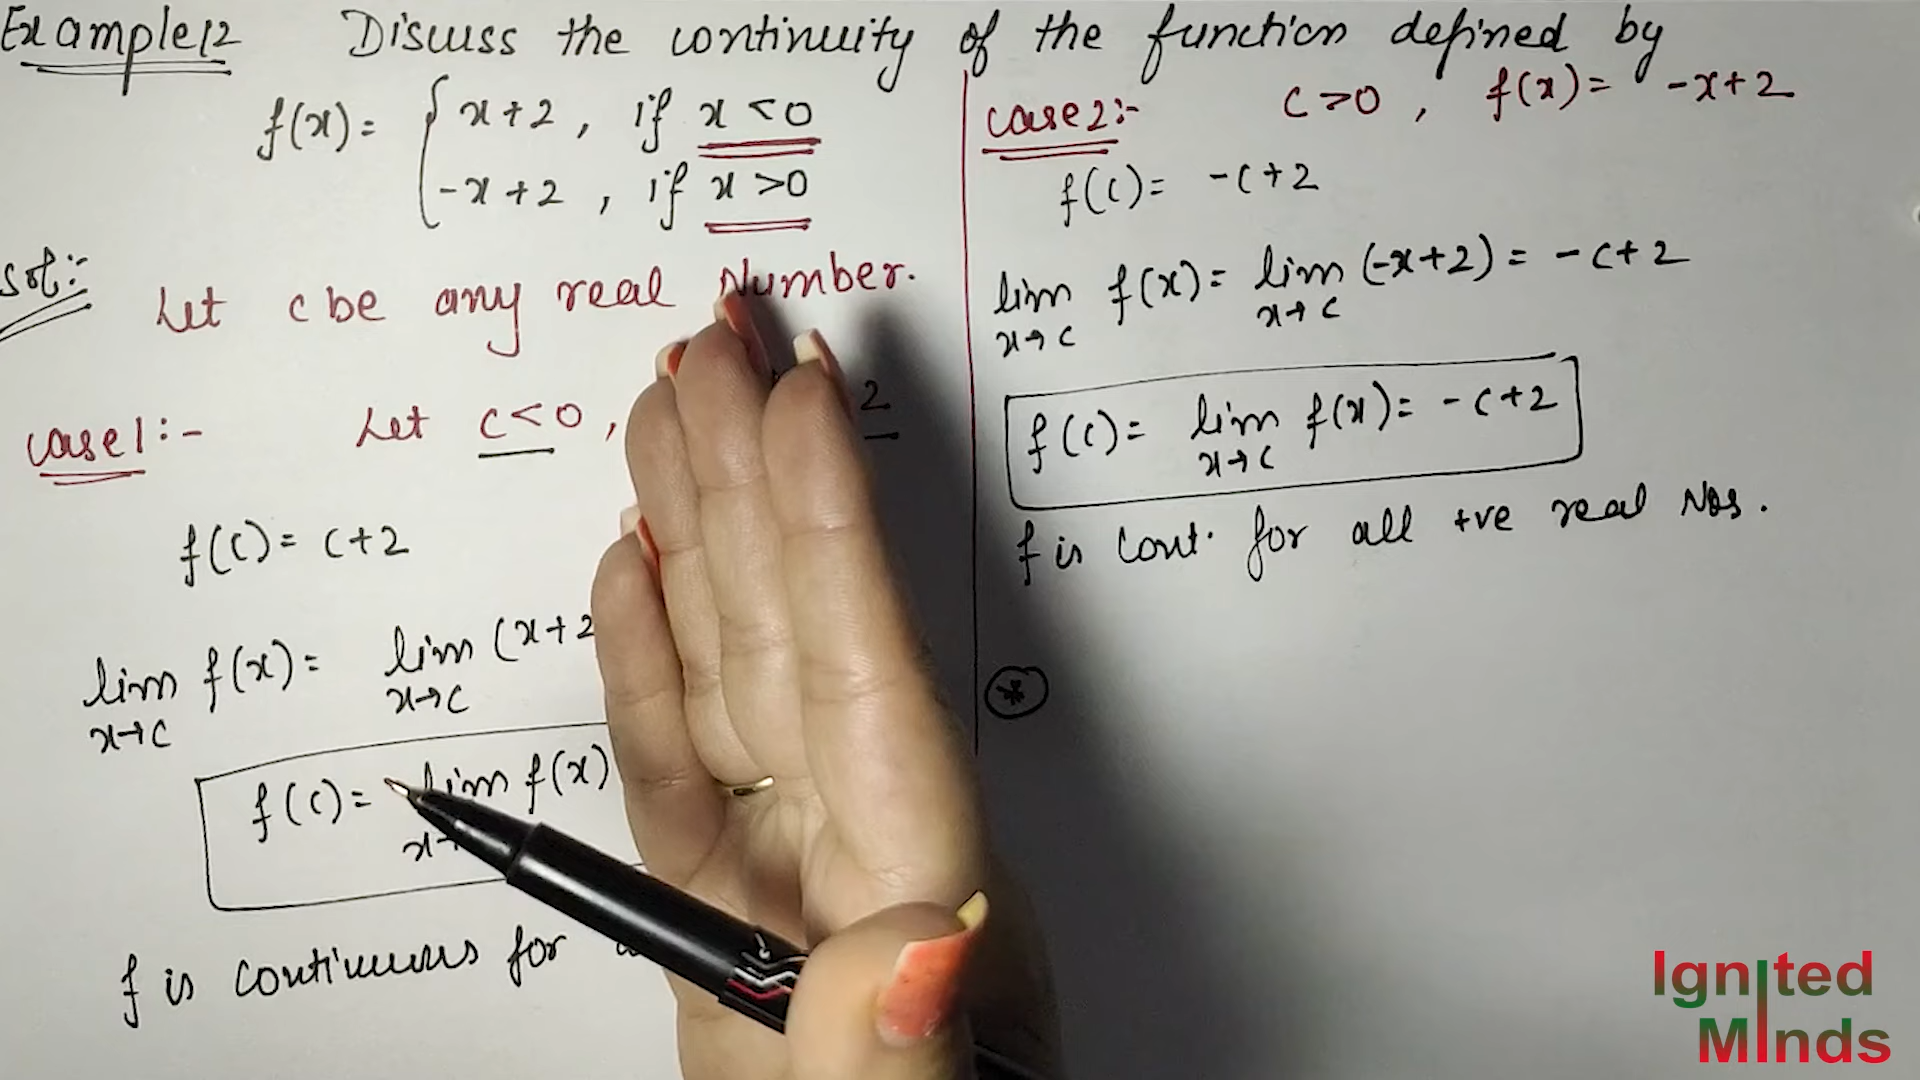 Example 12 Discuss the continuity of the function defined by
f(x) = { x+2 , if x < 0
-x+2 , if x > 0
Sol:-
Let c be any real Number.
Case 1:- Let c < 0 , 2
f(c) = c+2
lim f(x) = lim (x+2
x→c x→c
f(c) = lim f(x)
x→
f is continuous for
Case 2:- c > 0 , f(x) = -x+2
f(c) = -c+2
lim f(x) = lim (-x+2) = -c+2
x→c x→c
f(c) = lim f(x) = -c+2
x→c
f is cont. for all +ve real Nos.
*
Ignited
Minds